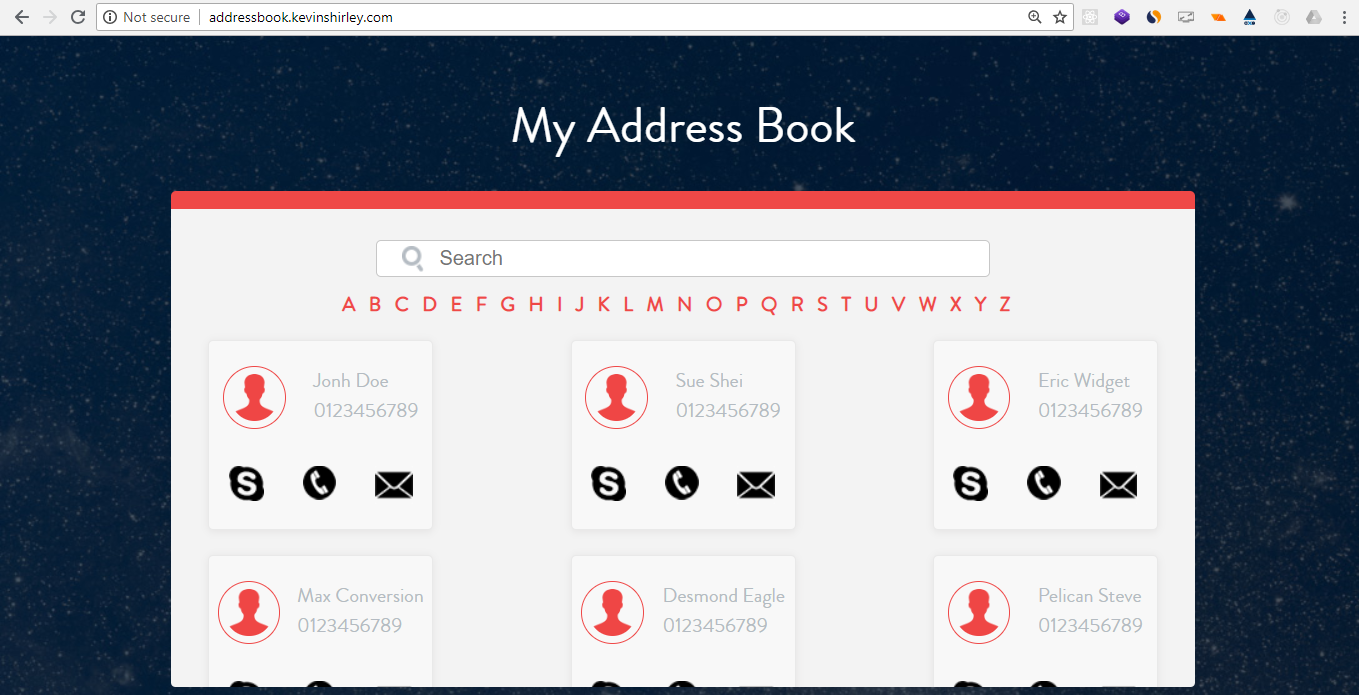 Not secure addressbook.kevinshirley.com
My Address Book
Search
A B C D E F G H I J K L M N O P Q R S T U V W X Y Z
Jonh Doe
0123456789
Sue Shei
0123456789
Eric Widget
0123456789
Max Conversion
0123456789
Desmond Eagle
0123456789
Pelican Steve
0123456789